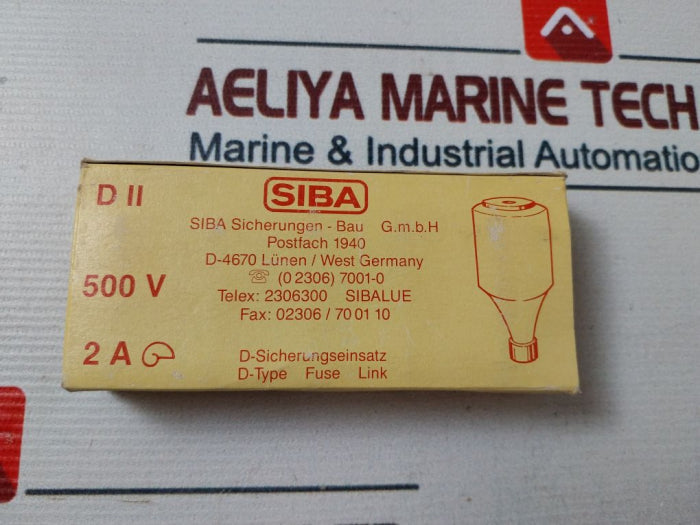 AELIYA MARINE TECH
Marine & Industrial Automatio
D II
SIBA
SIBA Sicherungen - Bau G.m.b.H
Postfach 1940
D-4670 Lünen / West Germany
500 V
☏ (0 2306) 7001-0
Telex: 2306300 SIBALUE
Fax: 02306 / 70 01 10
2 A
D-Sicherungseinsatz
D-Type Fuse Link